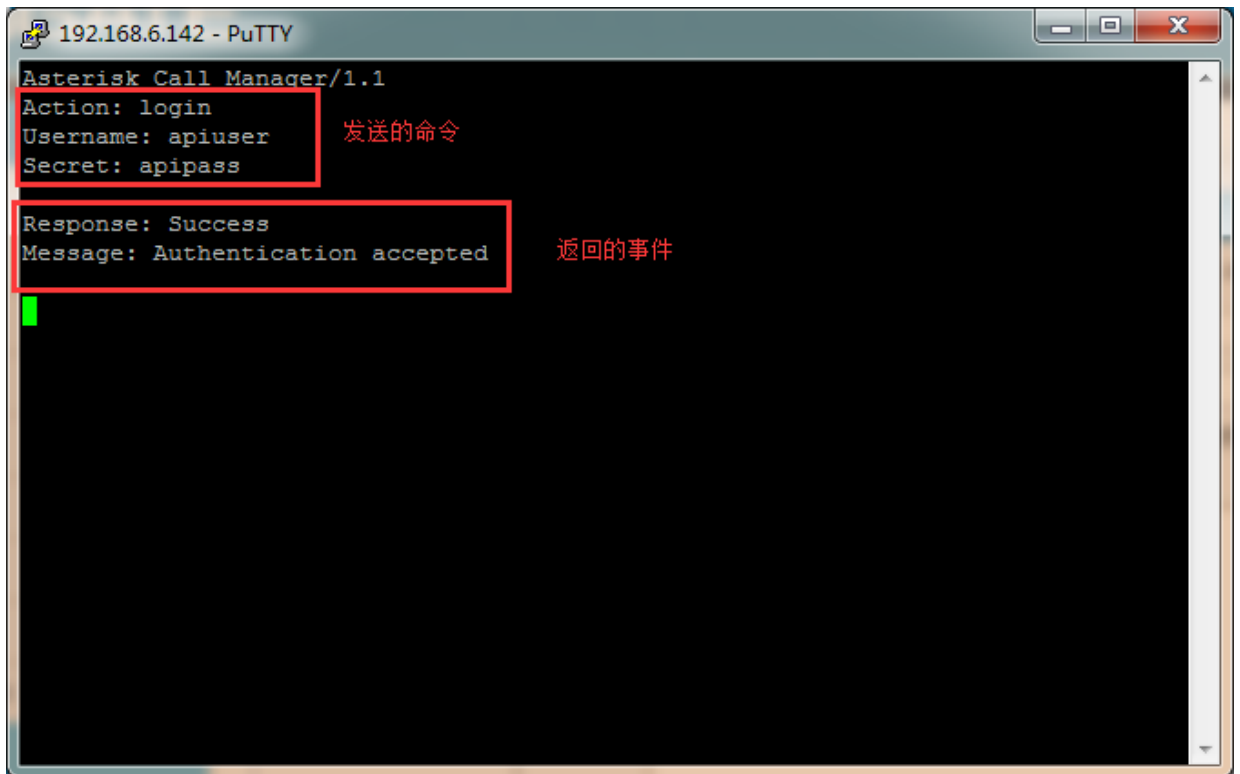 192.168.6.142 - PuTTY
Asterisk Call Manager/1.1
Action: login
Username: apiuser
发送的命令
Secret: apipass
Response: Success
Message: Authentication accepted
返回的事件